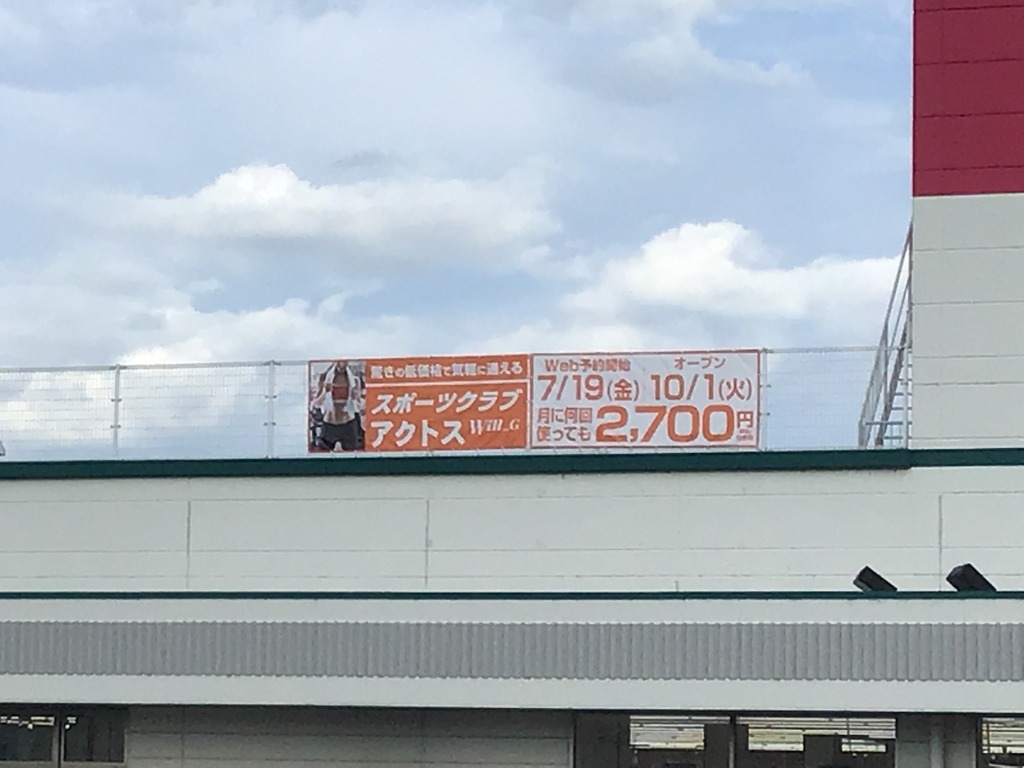 驚きの低価格で気軽に通える
スポーツクラブ
アクトス Will_G
Web予約開始 オープン
7/19(金) 10/1(火)
月に何回
使っても 2,700円